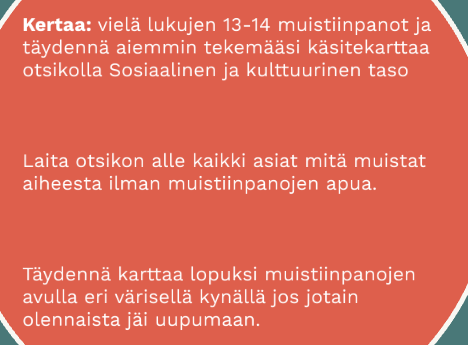 Kertaa: vielä lukujen 13-14 muistiinpanot ja
täydennä aiemmin tekemääsi käsitekarttaa
otsikolla Sosiaalinen ja kulttuurinen taso
Laita otsikon alle kaikki asiat mitä muistat
aiheesta ilman muistiinpanojen apua.
Täydennä karttaa lopuksi muistiinpanojen
avulla eri värisellä kynällä jos jotain
olennaista jäi uupumaan.